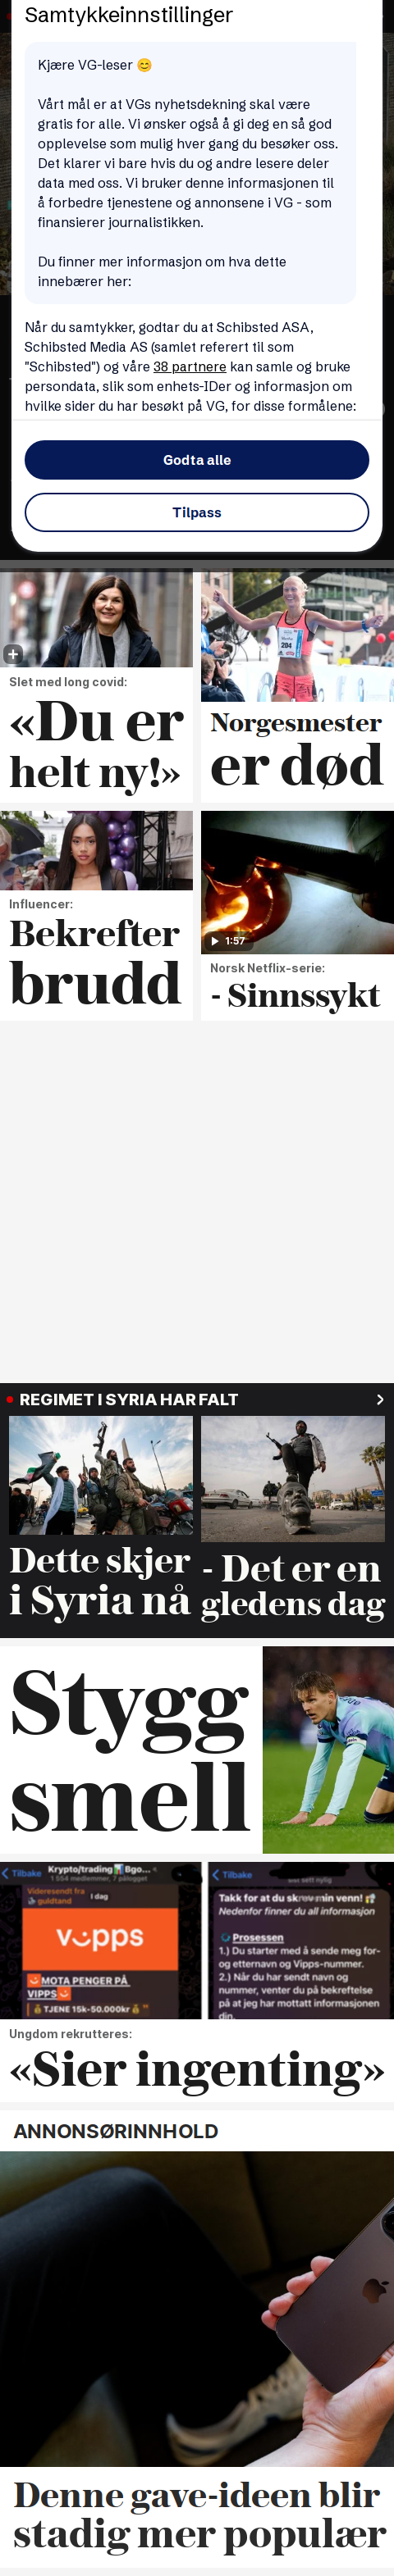 Samtykkeinnstillinger
Kjære VG-leser 😊
Vårt mål er at VGs nyhetsdekning skal være
gratis for alle. Vi ønsker også å gi deg en så god
opplevelse som mulig hver gang du besøker oss.
Det klarer vi bare hvis du og andre lesere deler
data med oss. Vi bruker denne informasjonen til
å forbedre tjenestene og annonsene i VG - som
finansierer journalistikken.
Du finner mer informasjon om hva dette
innebærer her:
Når du samtykker, godtar du at Schibsted ASA,
Schibsted Media AS (samlet referert til som
"Schibsted") og våre 38 partnere kan samle og bruke
persondata, slik som enhets-IDer og informasjon om
hvilke sider du har besøkt på VG, for disse formålene:
Godta alle
Tilpass
Slet med long covid:
«Du er
helt ny!»
204
Norgesmester
er død
Influencer:
Bekrefter
brudd
1:57
Norsk Netflix-serie:
- Sinnssykt
REGIMET I SYRIA HAR FALT
Dette skjer
i Syria nå
- Det er en
gledens dag
Stygg
smell
Tilbake Krypto/trading Bgo...
Videresendt fra
guldtand
I dag
vipps
MOTA PENGER PÅ
VIPPS
TJENE 15k-50.000kr
Tilbake
Takk for at du skrev min venn!
Nedenfor finner du all informasjon
Prosessen
1.) Du starter med å sende meg for-
og etternavn og Vipps-nummer.
2.) Når du har sendt navn og
nummer, venter du på bekreftelse
på at jeg har mottatt informasjonen
din.
Ungdom rekrutteres:
«Sier ingenting»
ANNONSØRINNHOLD
Denne gave-ideen blir
stadig mer populær